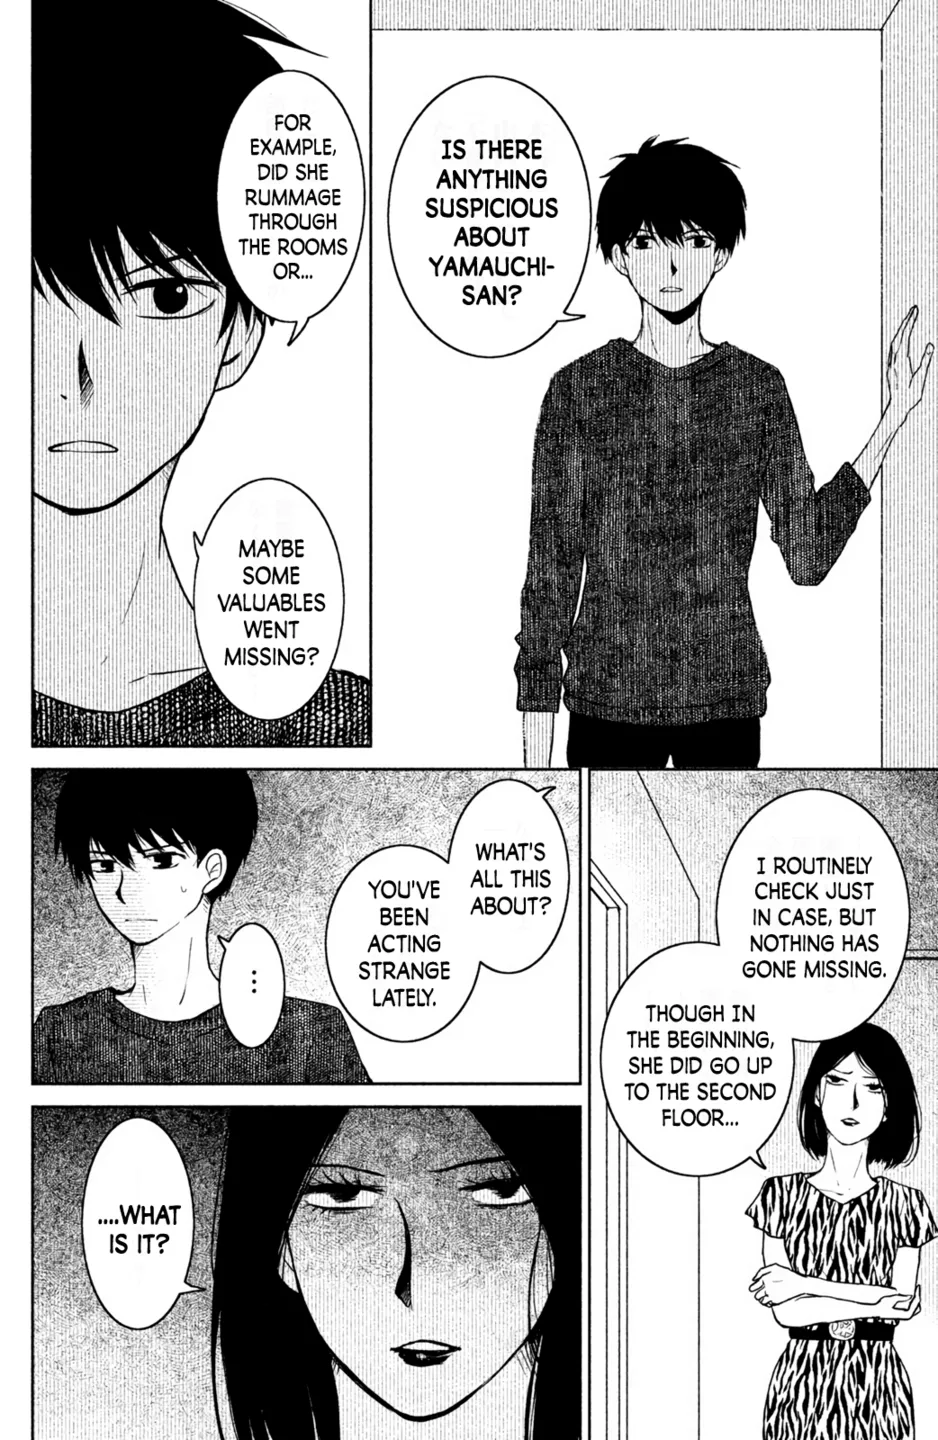 IS THERE
ANYTHING
SUSPICIOUS
ABOUT
YAMAUCHI-
SAN?
FOR
EXAMPLE,
DID SHE
RUMMAGE
THROUGH
THE ROOMS
OR...
MAYBE
SOME
VALUABLES
WENT
MISSING?
I ROUTINELY
CHECK JUST
IN CASE, BUT
NOTHING HAS
GONE MISSING.
THOUGH IN
THE BEGINNING,
SHE DID GO UP
TO THE SECOND
FLOOR...
WHAT'S
ALL THIS
ABOUT?
YOU'VE
BEEN
ACTING
STRANGE
LATELY.
...
....WHAT
IS IT?